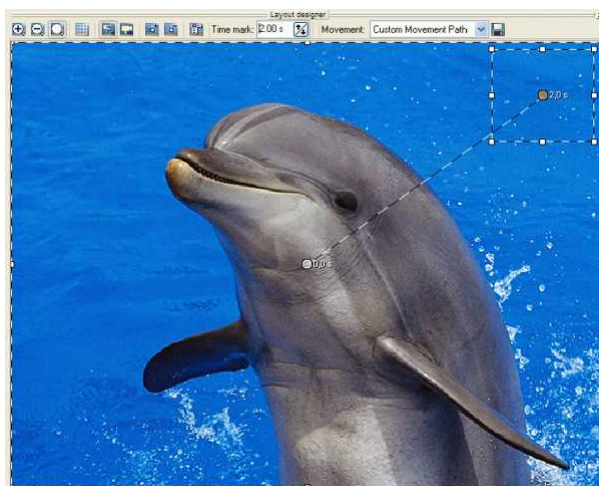 Layout designer
Time mark: 2.00 s Movement: Custom Movement Path
2,0 s
0,0 s